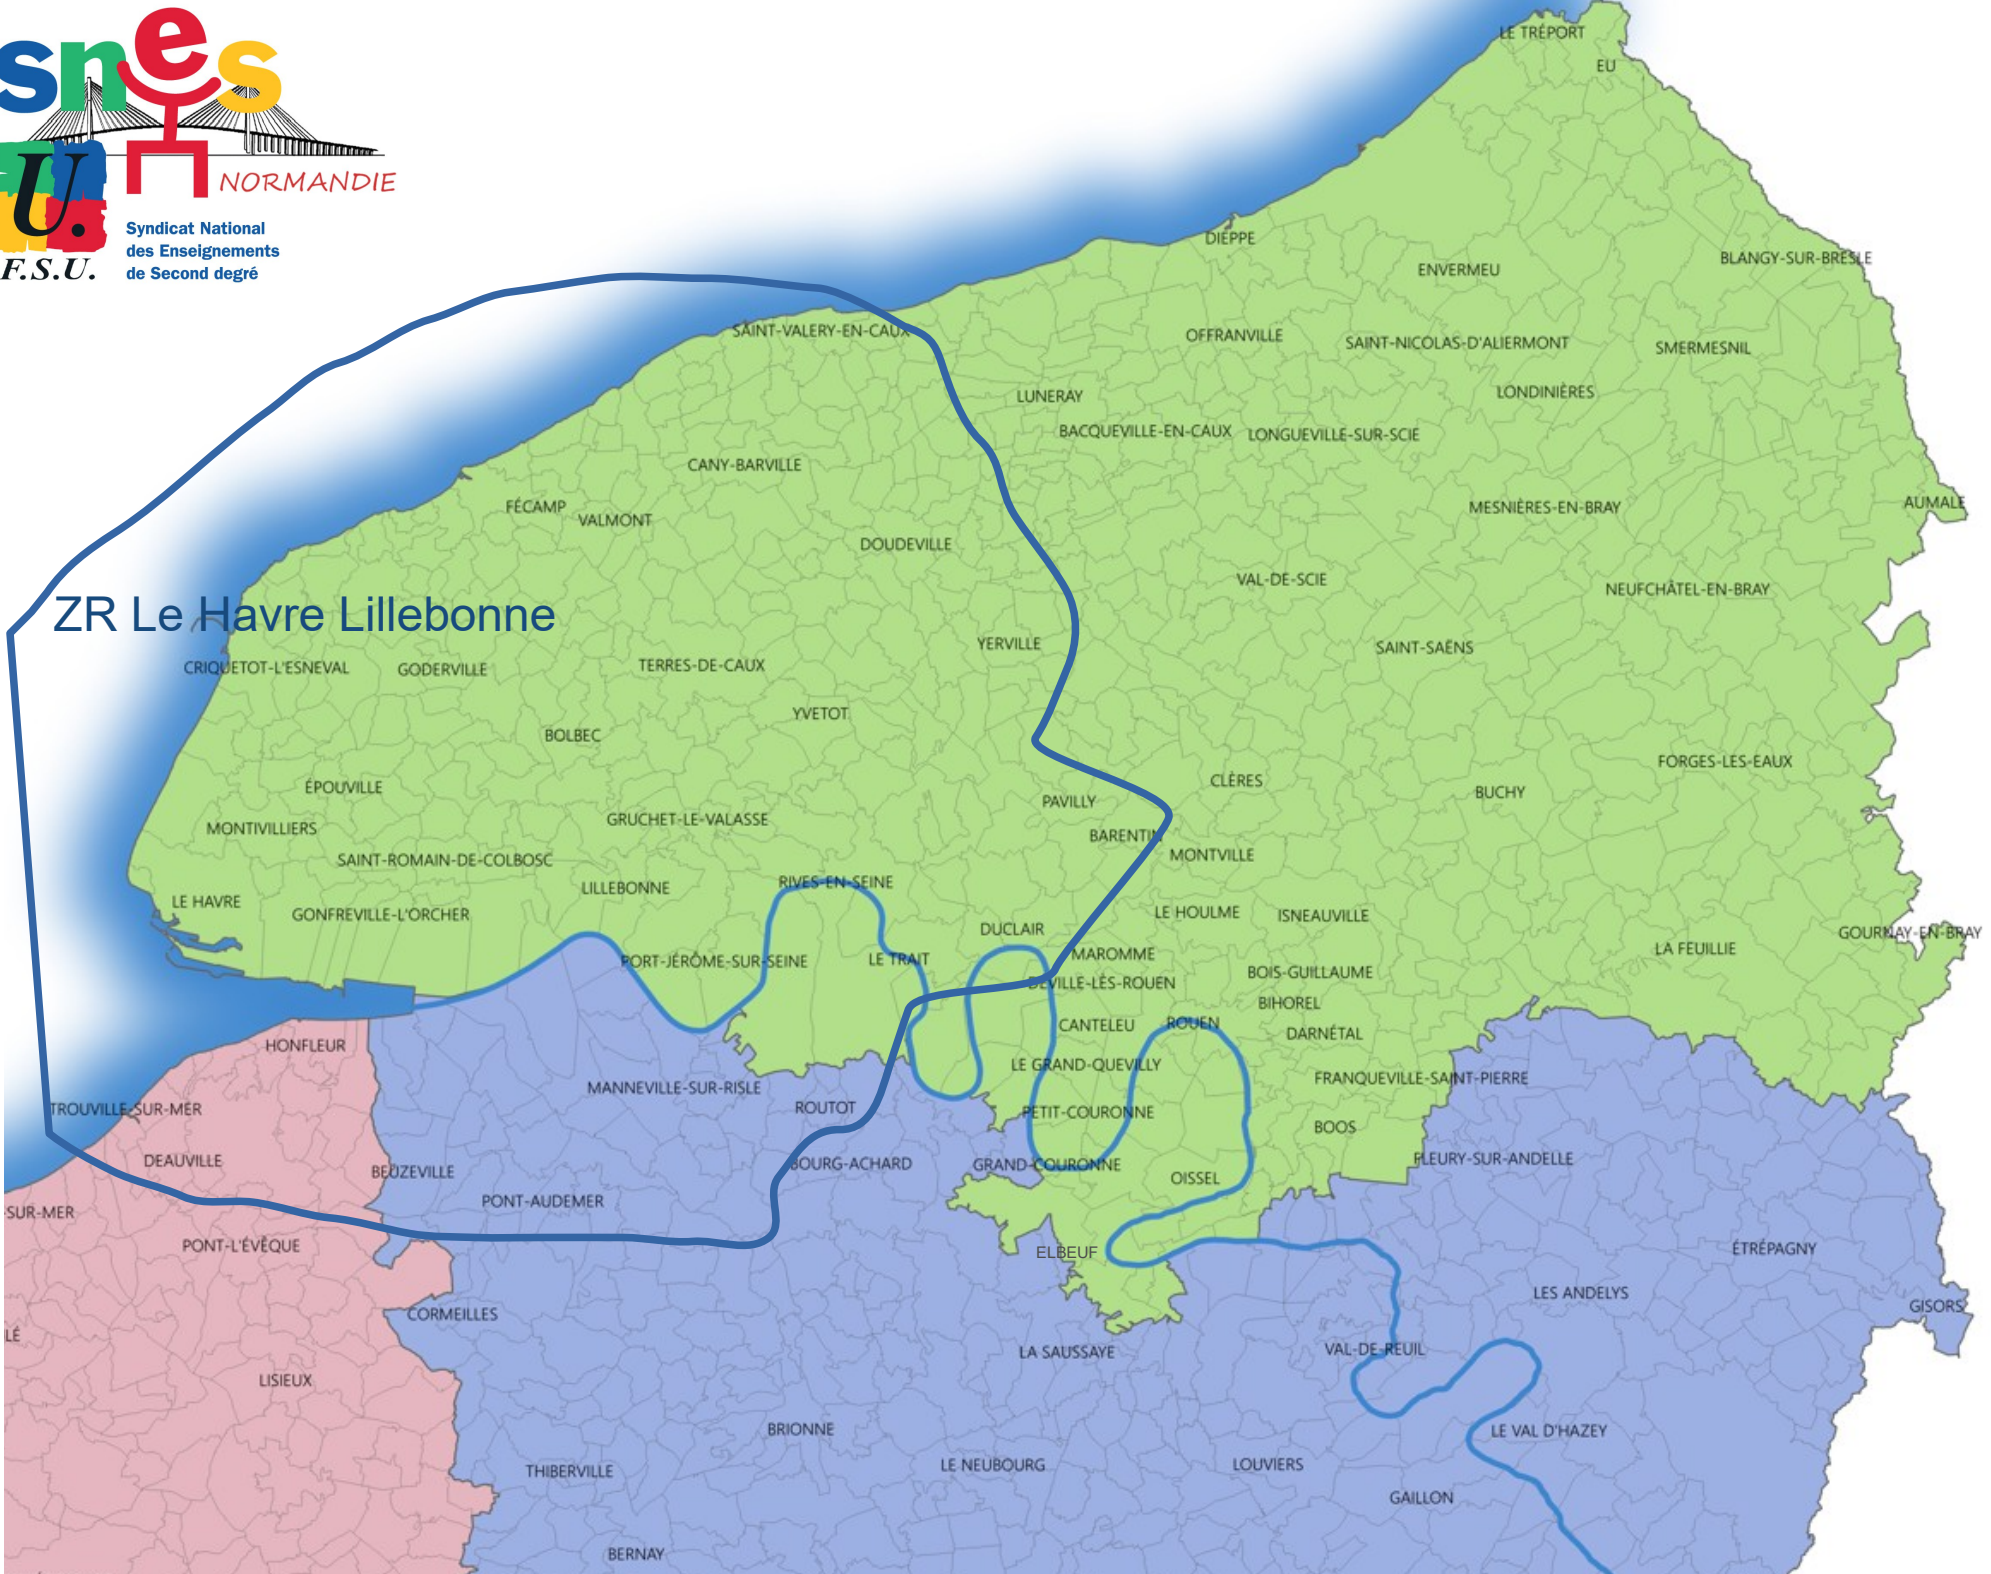 snes
NORMANDIE
U.
F.S.U.
Syndicat National
des Enseignements
de Second degré
LE TRÉPORT
EU
DIEPPE
ENVERMEU
BLANGY-SUR-BRESLE
SAINT-VALERY-EN-CAUX
OFFRANVILLE
SAINT-NICOLAS-D'ALIERMONT
SMERMESNIL
LUNERAY
LONDINIÈRES
BACQUEVILLE-EN-CAUX
LONGUEVILLE-SUR-SCIE
CANY-BARVILLE
FÉCAMP
VALMONT
MESNIÈRES-EN-BRAY
AUMALE
DOUDEVILLE
VAL-DE-SCIE
NEUFCHÂTEL-EN-BRAY
ZR Le Havre Lillebonne
YERVILLE
SAINT-SAËNS
CRIQUETOT-L'ESNEVAL
GODERVILLE
TERRES-DE-CAUX
YVETOT
BOLBEC
FORGES-LES-EAUX
ÉPOUVILLE
PAVILLY
CLÈRES
BUCHY
MONTIVILLIERS
GRUCHET-LE-VALASSE
BARENTIN
SAINT-ROMAIN-DE-COLBOSC
MONTVILLE
LILLEBONNE
RIVES-EN-SEINE
LE HAVRE
GONFREVILLE-L'ORCHER
LE HOULME
ISNEAUVILLE
DUCLAIR
GOURNAY-EN-BRAY
PORT-JÉRÔME-SUR-SEINE
LE TRAIT
MAROMME
LA FEUILLIE
DÉVILLE-LÈS-ROUEN
BOIS-GUILLAUME
BIHOREL
CANTELEU
ROUEN
DARNÉTAL
HONFLEUR
LE GRAND-QUEVILLY
FRANQUEVILLE-SAINT-PIERRE
MANNEVILLE-SUR-RISLE
TROUVILLE-SUR-MER
ROUTOT
PETIT-COURONNE
BOOS
DEAUVILLE
BEUZEVILLE
BOURG-ACHARD
GRAND-COURONNE
OISSEL
FLEURY-SUR-ANDELLE
PONT-AUDEMER
-SUR-MER
PONT-L'ÉVÊQUE
ELBEUF
ÉTRÉPAGNY
LES ANDELYS
CORMEILLES
GISORS
LÉ
LA SAUSSAYE
VAL-DE-REUIL
LISIEUX
BRIONNE
LE VAL D'HAZEY
THIBERVILLE
LE NEUBOURG
LOUVIERS
GAILLON
BERNAY